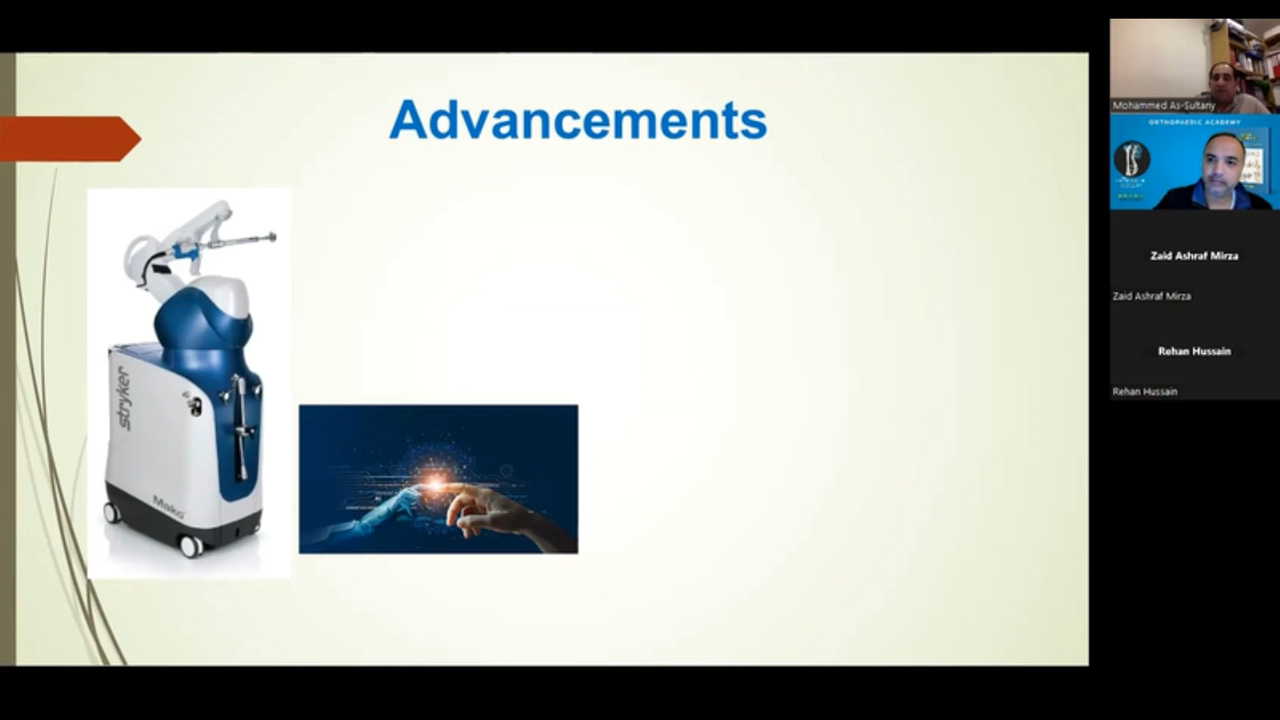 Advancements
stryker
Mako
Mohammed As-Sultany
ORTHOPAEDIC ACADEMY
Zaid Ashraf Mirza
Zaid Ashraf Mirza
Rehan Hussain
Rehan Hussain